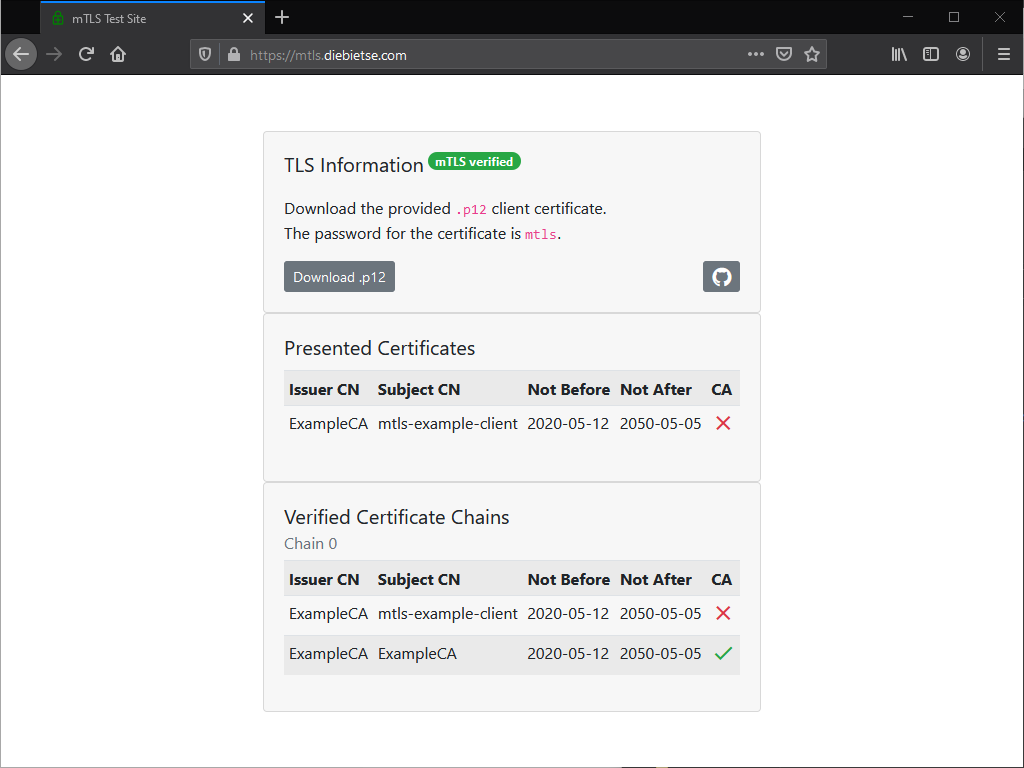 mTLS Test Site
https://mtls.diebietse.com
TLS Information mTLS verified
Download the provided .p12 client certificate.
The password for the certificate is mtls.
Download .p12
Presented Certificates
Issuer CN Subject CN Not Before Not After CA
ExampleCA mtls-example-client 2020-05-12 2050-05-05
Verified Certificate Chains
Chain 0
Issuer CN Subject CN Not Before Not After CA
ExampleCA mtls-example-client 2020-05-12 2050-05-05
ExampleCA ExampleCA 2020-05-12 2050-05-05